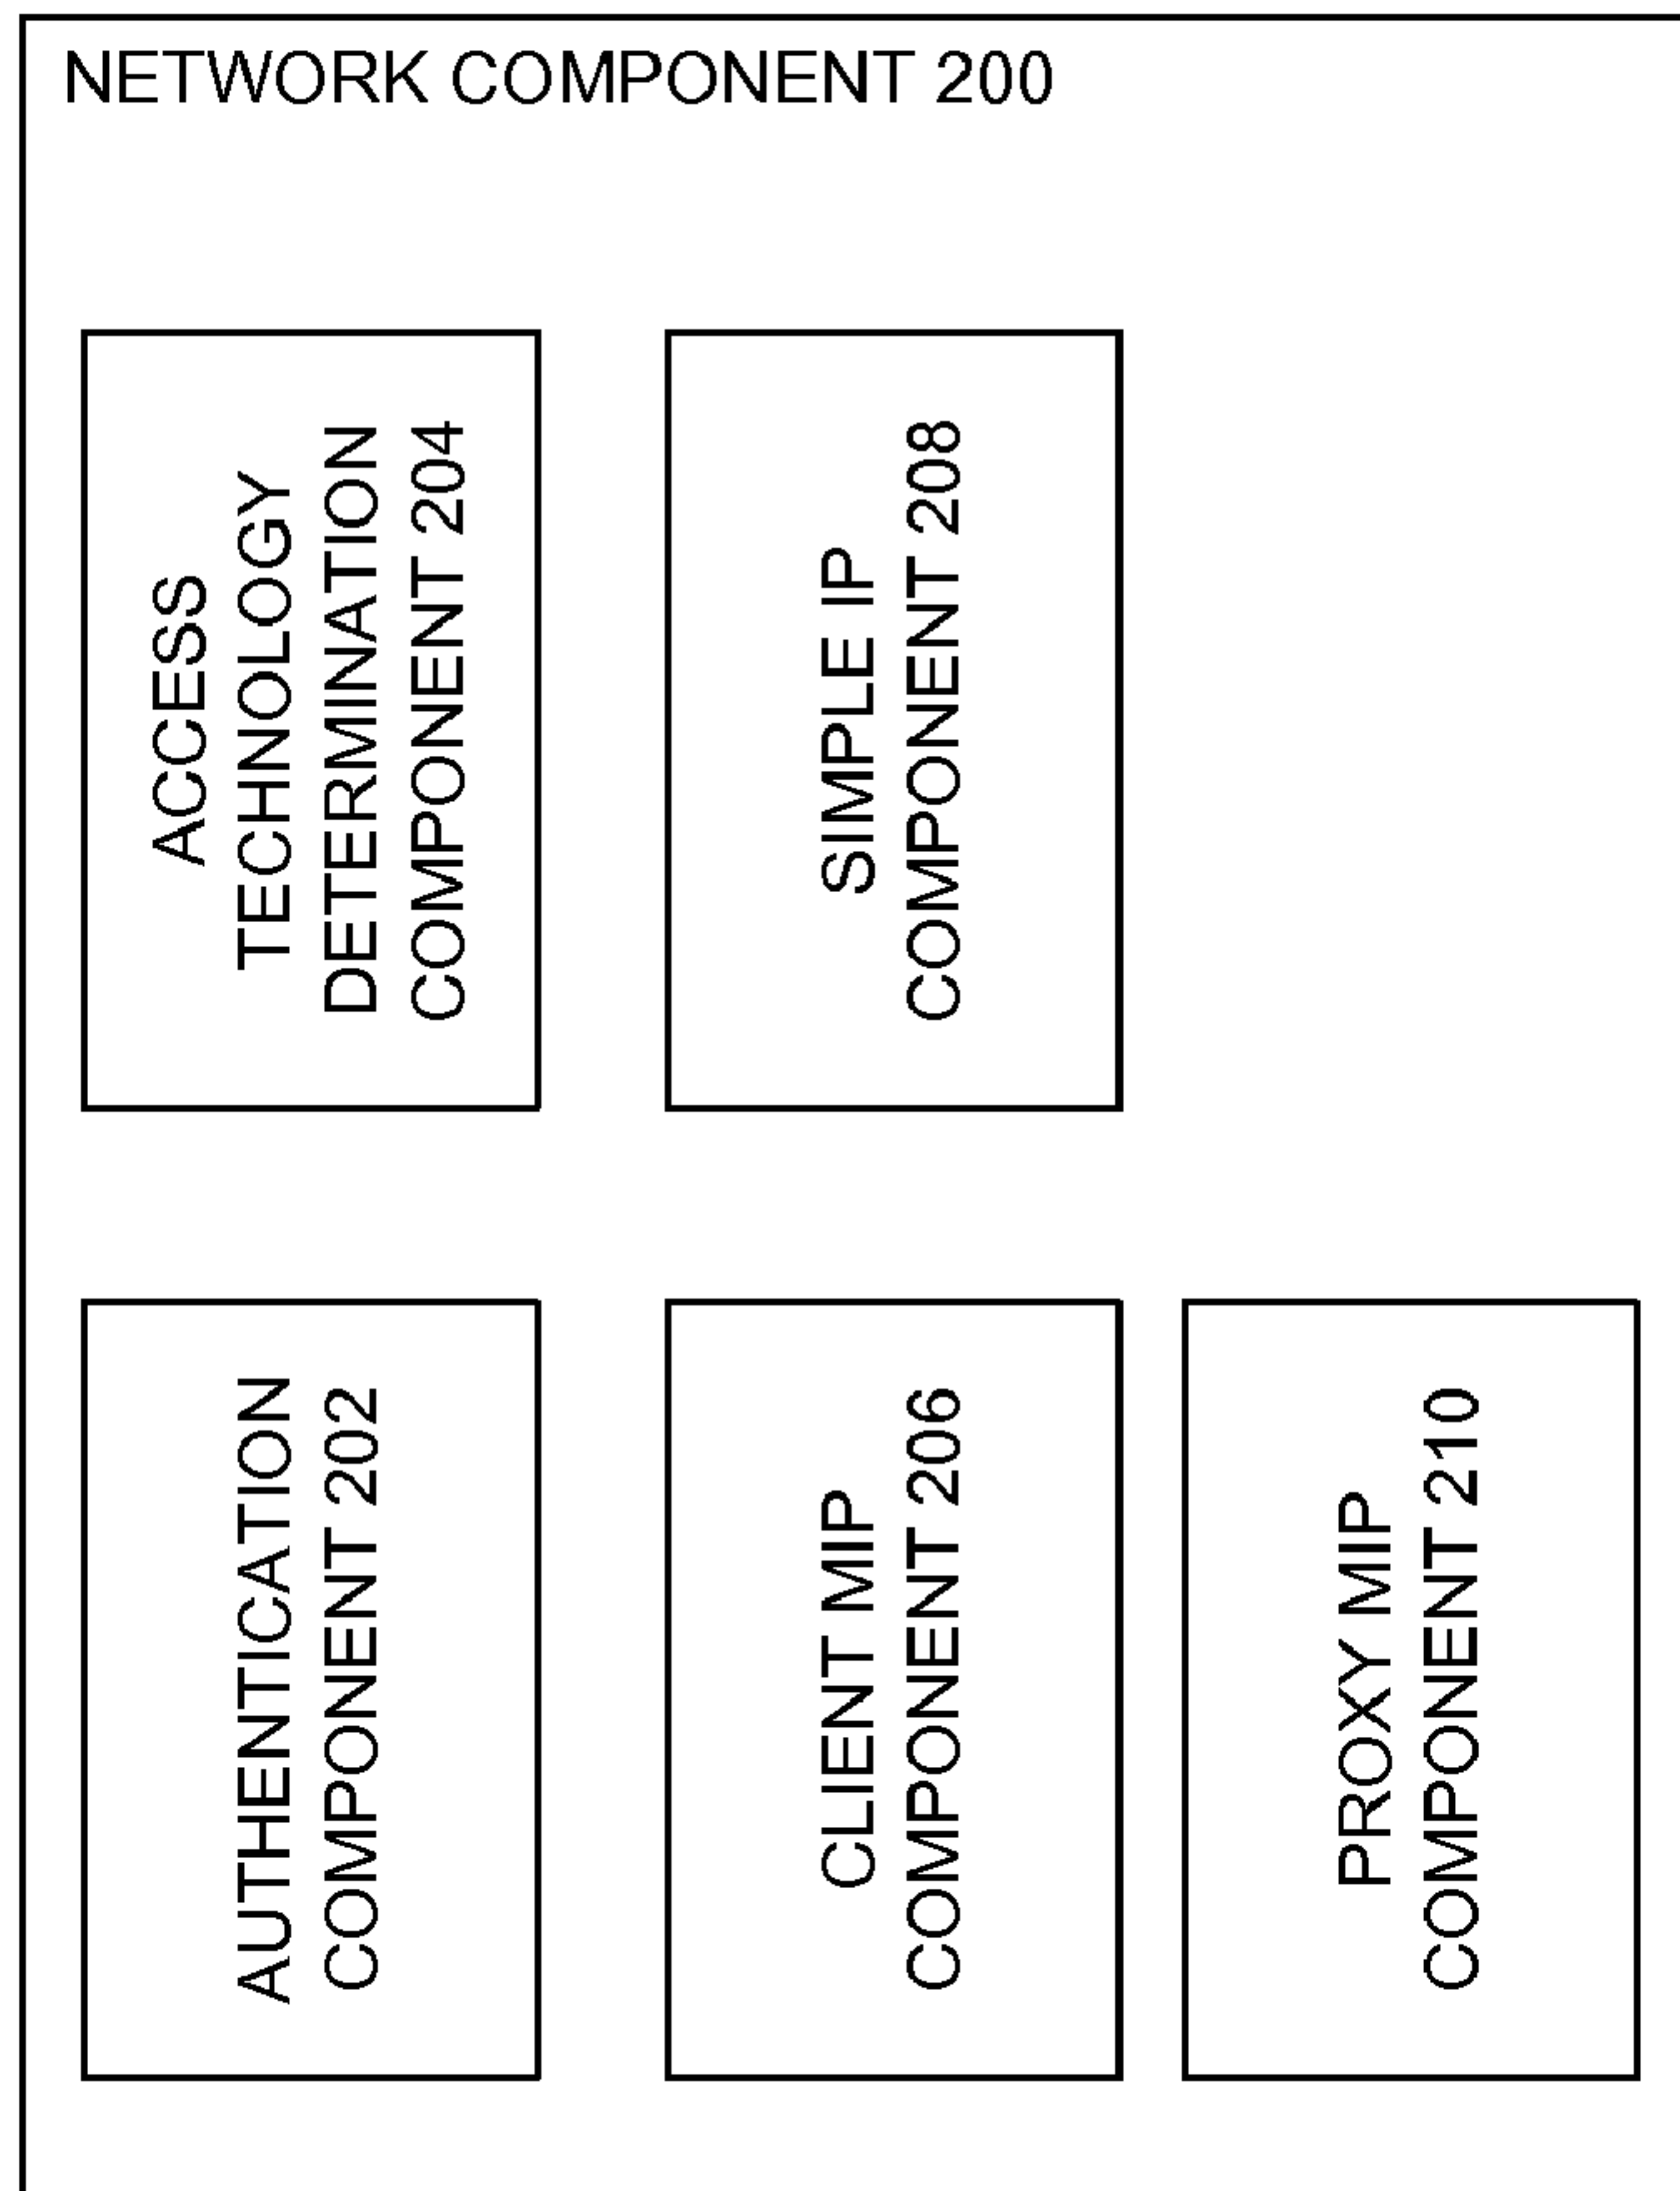 NETWORK COMPONENT 200
AUTHENTICATION
COMPONENT 202
ACCESS
TECHNOLOGY
DETERMINATION
COMPONENT 204
CLIENT MIP
COMPONENT 206
SIMPLE IP
COMPONENT 208
PROXY MIP
COMPONENT 210